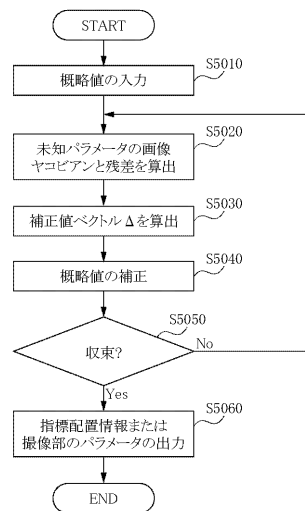 START
S5010
概略値の入力
S5020
未知パラメータの画像
ヤコビアンと残差を算出
S5030
補正値ベクトルΔを算出
S5040
概略値の補正
S5050
収束?
No
Yes
S5060
指標配置情報または
撮像部のパラメータの出力
END